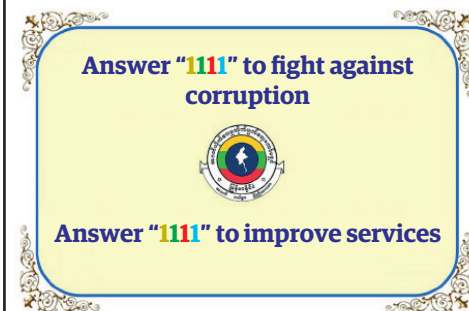 Answer “1111” to fight against
corruption
Answer “1111” to improve services